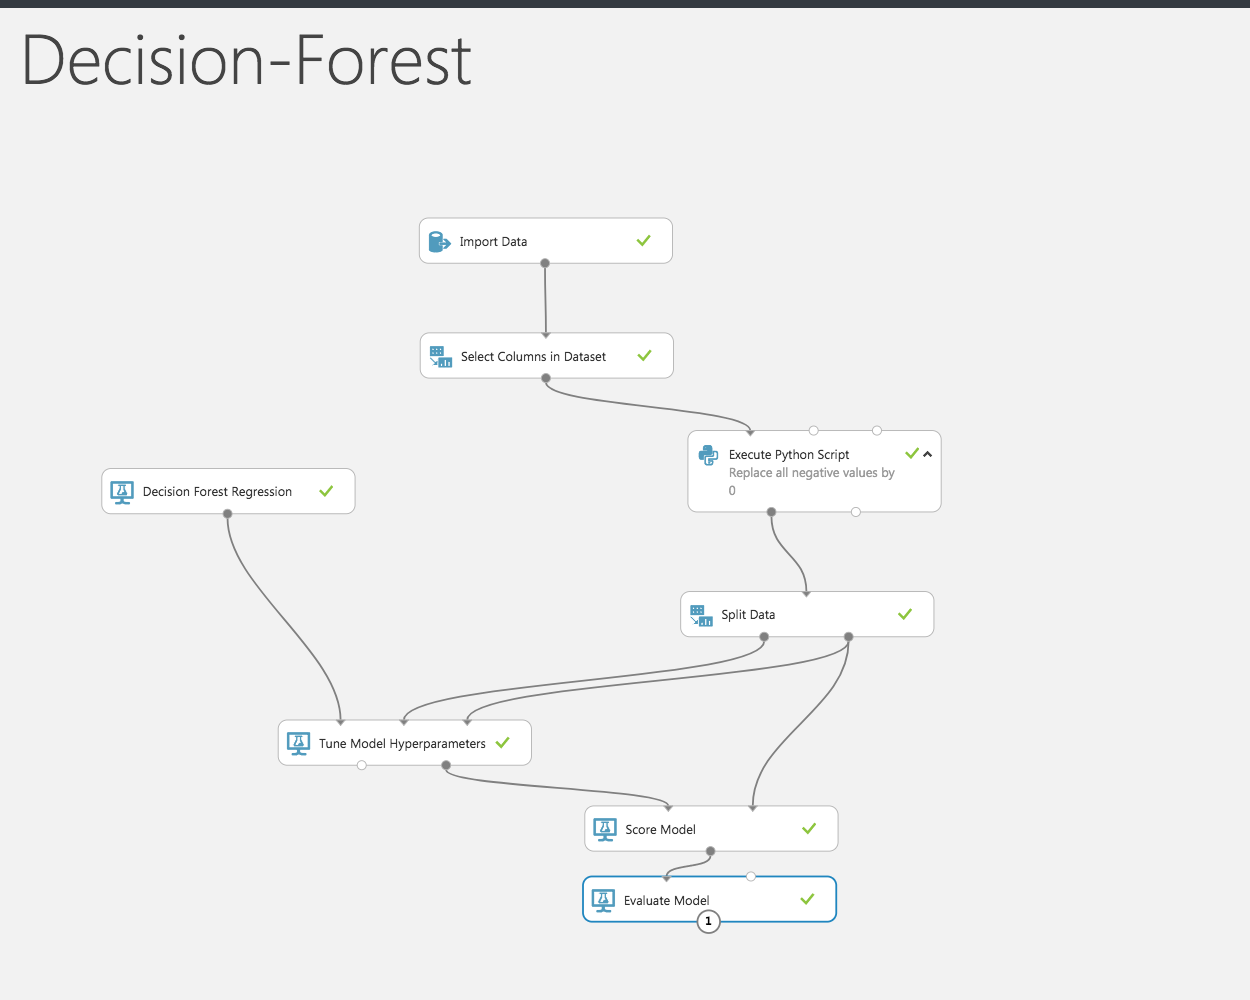 Decision-Forest
Import Data
Select Columns in Dataset
Execute Python Script
Replace all negative values by
0
Decision Forest Regression
Split Data
Tune Model Hyperparameters
Score Model
Evaluate Model
1